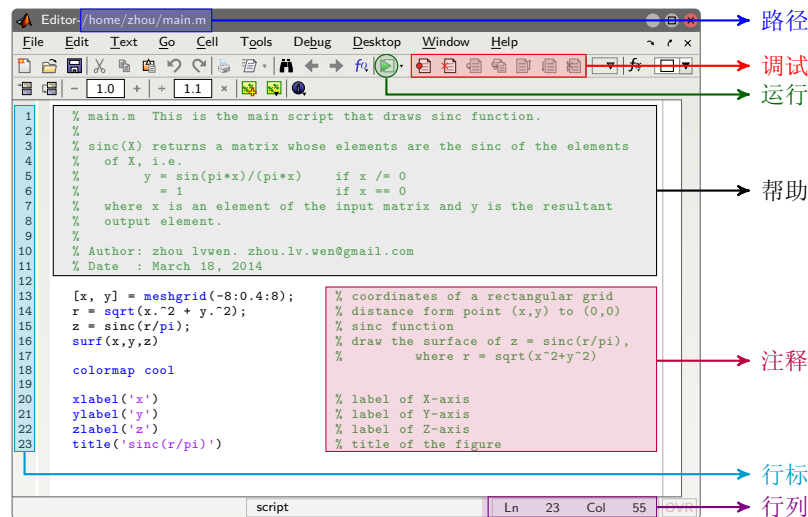 Editor-/home/zhou/main.m
路径
File Edit Text Go Cell Tools Debug Desktop Window Help
调试
运行
1.0 + ÷ 1.1 ×
1 % main.m  This is the main script that draws sinc function.
2 %
3 % sinc(X) returns a matrix whose elements are the sinc of the elements
4 %   of X, i.e.
5 %        y = sin(pi*x)/(pi*x)    if x /= 0
6 %          = 1                   if x == 0
7 %   where x is an element of the input matrix and y is the resultant
帮助
8 %   output element.
9 %
10 % Author: zhou lvwen. zhou.lv.wen@gmail.com
11 % Date  : March 18, 2014
12
13 [x, y] = meshgrid(-8:0.4:8);     % coordinates of a rectangular grid
14 r = sqrt(x.^2 + y.^2);           % distance form point (x,y) to (0,0)
15 z = sinc(r/pi);                  % sinc function
16 surf(x,y,z)                      % draw the surface of z = sinc(r/pi),
17                                  %         where r = sqrt(x^2+y^2)
注释
18 colormap cool
19
20 xlabel('x')                      % label of X-axis
21 ylabel('y')                      % label of Y-axis
22 zlabel('z')                      % label of Z-axis
23 title('sinc(r/pi)')              % title of the figure
行标
script Ln 23 Col 55 OVR
行列